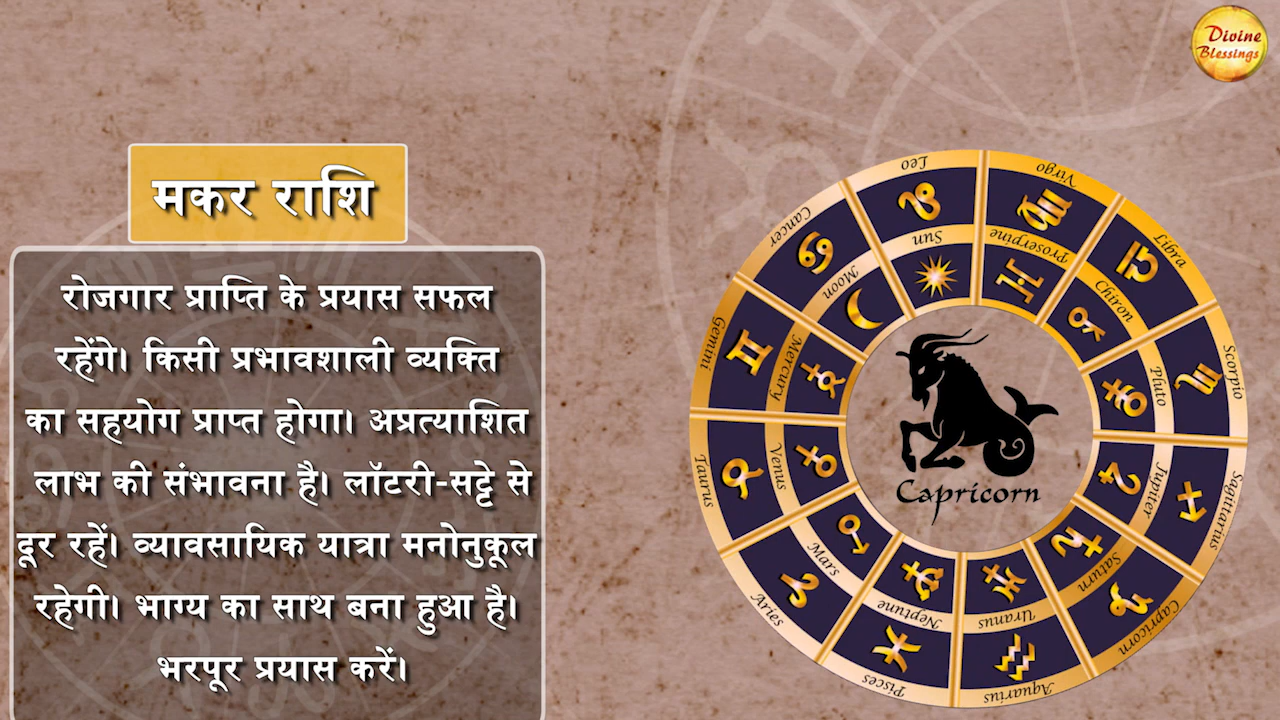 Divine
Blessings
मकर राशि
रोजगार प्राप्ति के प्रयास सफल
रहेंगे। किसी प्रभावशाली व्यक्ति
का सहयोग प्राप्त होगा। अप्रत्याशित
लाभ की संभावना है। लॉटरी-सट्टे से
दूर रहें। व्यावसायिक यात्रा मनोनुकूल
रहेगी। भाग्य का साथ बना हुआ है।
भरपूर प्रयास करें।
Leo
Virgo
Libra
Scorpio
Sagittarius
Capricorn
Aquarius
Pisces
Aries
Taurus
Gemini
Cancer
Sun
Proserpine
Chiron
Pluto
Jupiter
Saturn
Uranus
Neptune
Mars
Venus
Mercury
Moon
Capricorn